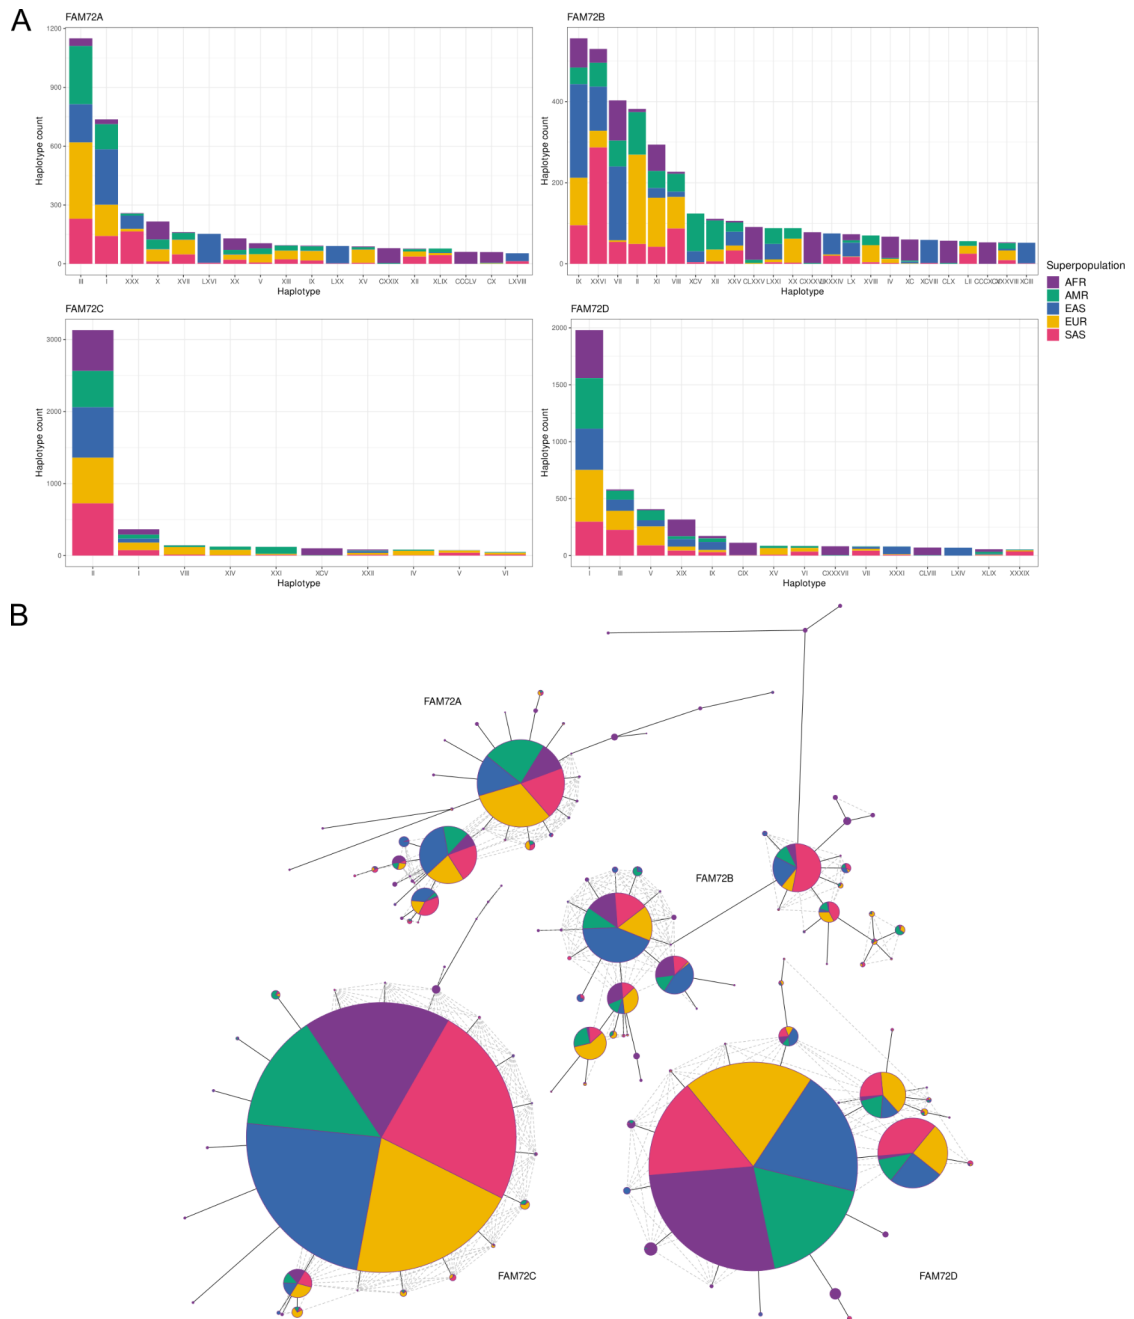 A
FAM72A
Haplotype count
1200
900
600
300
0
III I XXX X XVII LXVI XX V XIII IX LXX XV CXXIX XII XLIX CCCLV CX LXVIII
Haplotype
FAM72B
Haplotype count
400
200
0
IX XXVI VII II XI VIII XCV XII XXV CLXXXV LXXI XX LX XVIII IV XC XCVIII CLX LII XCIII
Haplotype
Superpopulation
AFR
AMR
EAS
EUR
SAS
FAM72C
Haplotype count
3000
2000
1000
0
II I VIII XIV XXI XCV XXII IV V VI
Haplotype
FAM72D
Haplotype count
2000
1500
1000
500
0
I III V XIX IX CIX XV VI CXXXVII VII XXXI CLVIII LXIV XLIX XXXIX
Haplotype
B
FAM72A
FAM72B
FAM72C
FAM72D